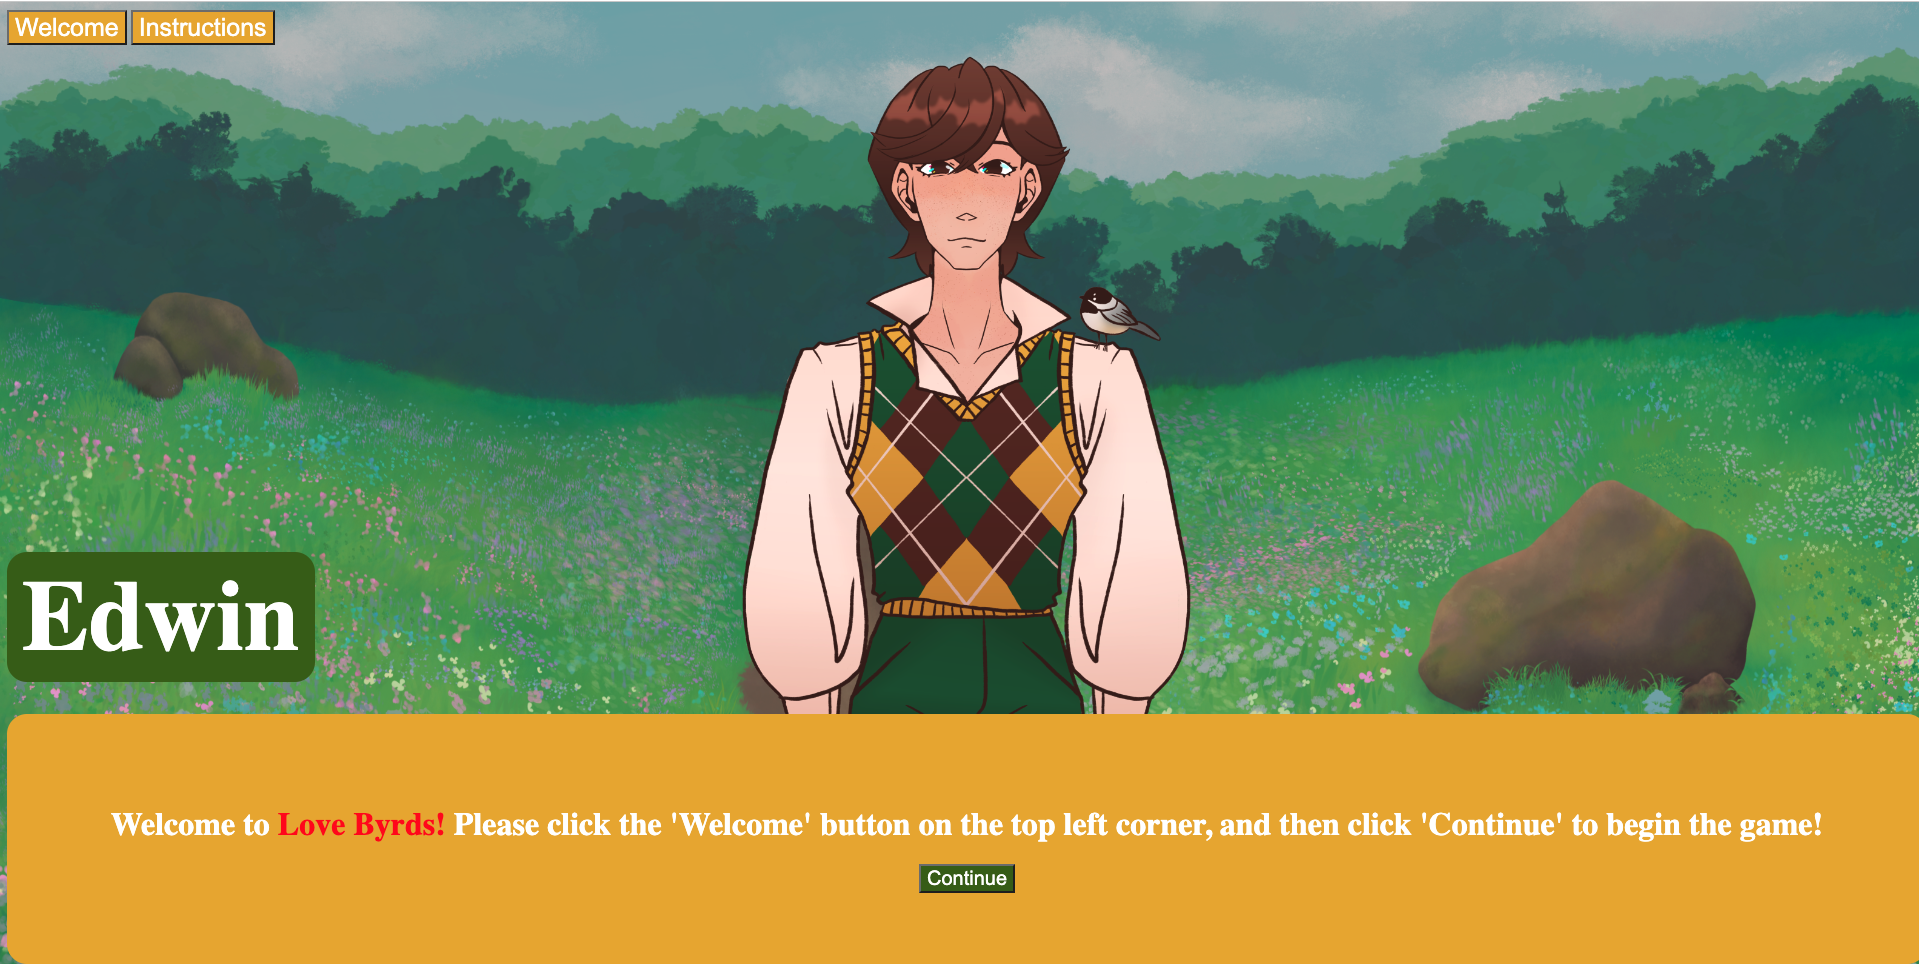 Welcome Instructions
Edwin
Welcome to Love Byrds! Please click the 'Welcome' button on the top left corner, and then click 'Continue' to begin the game!
Continue